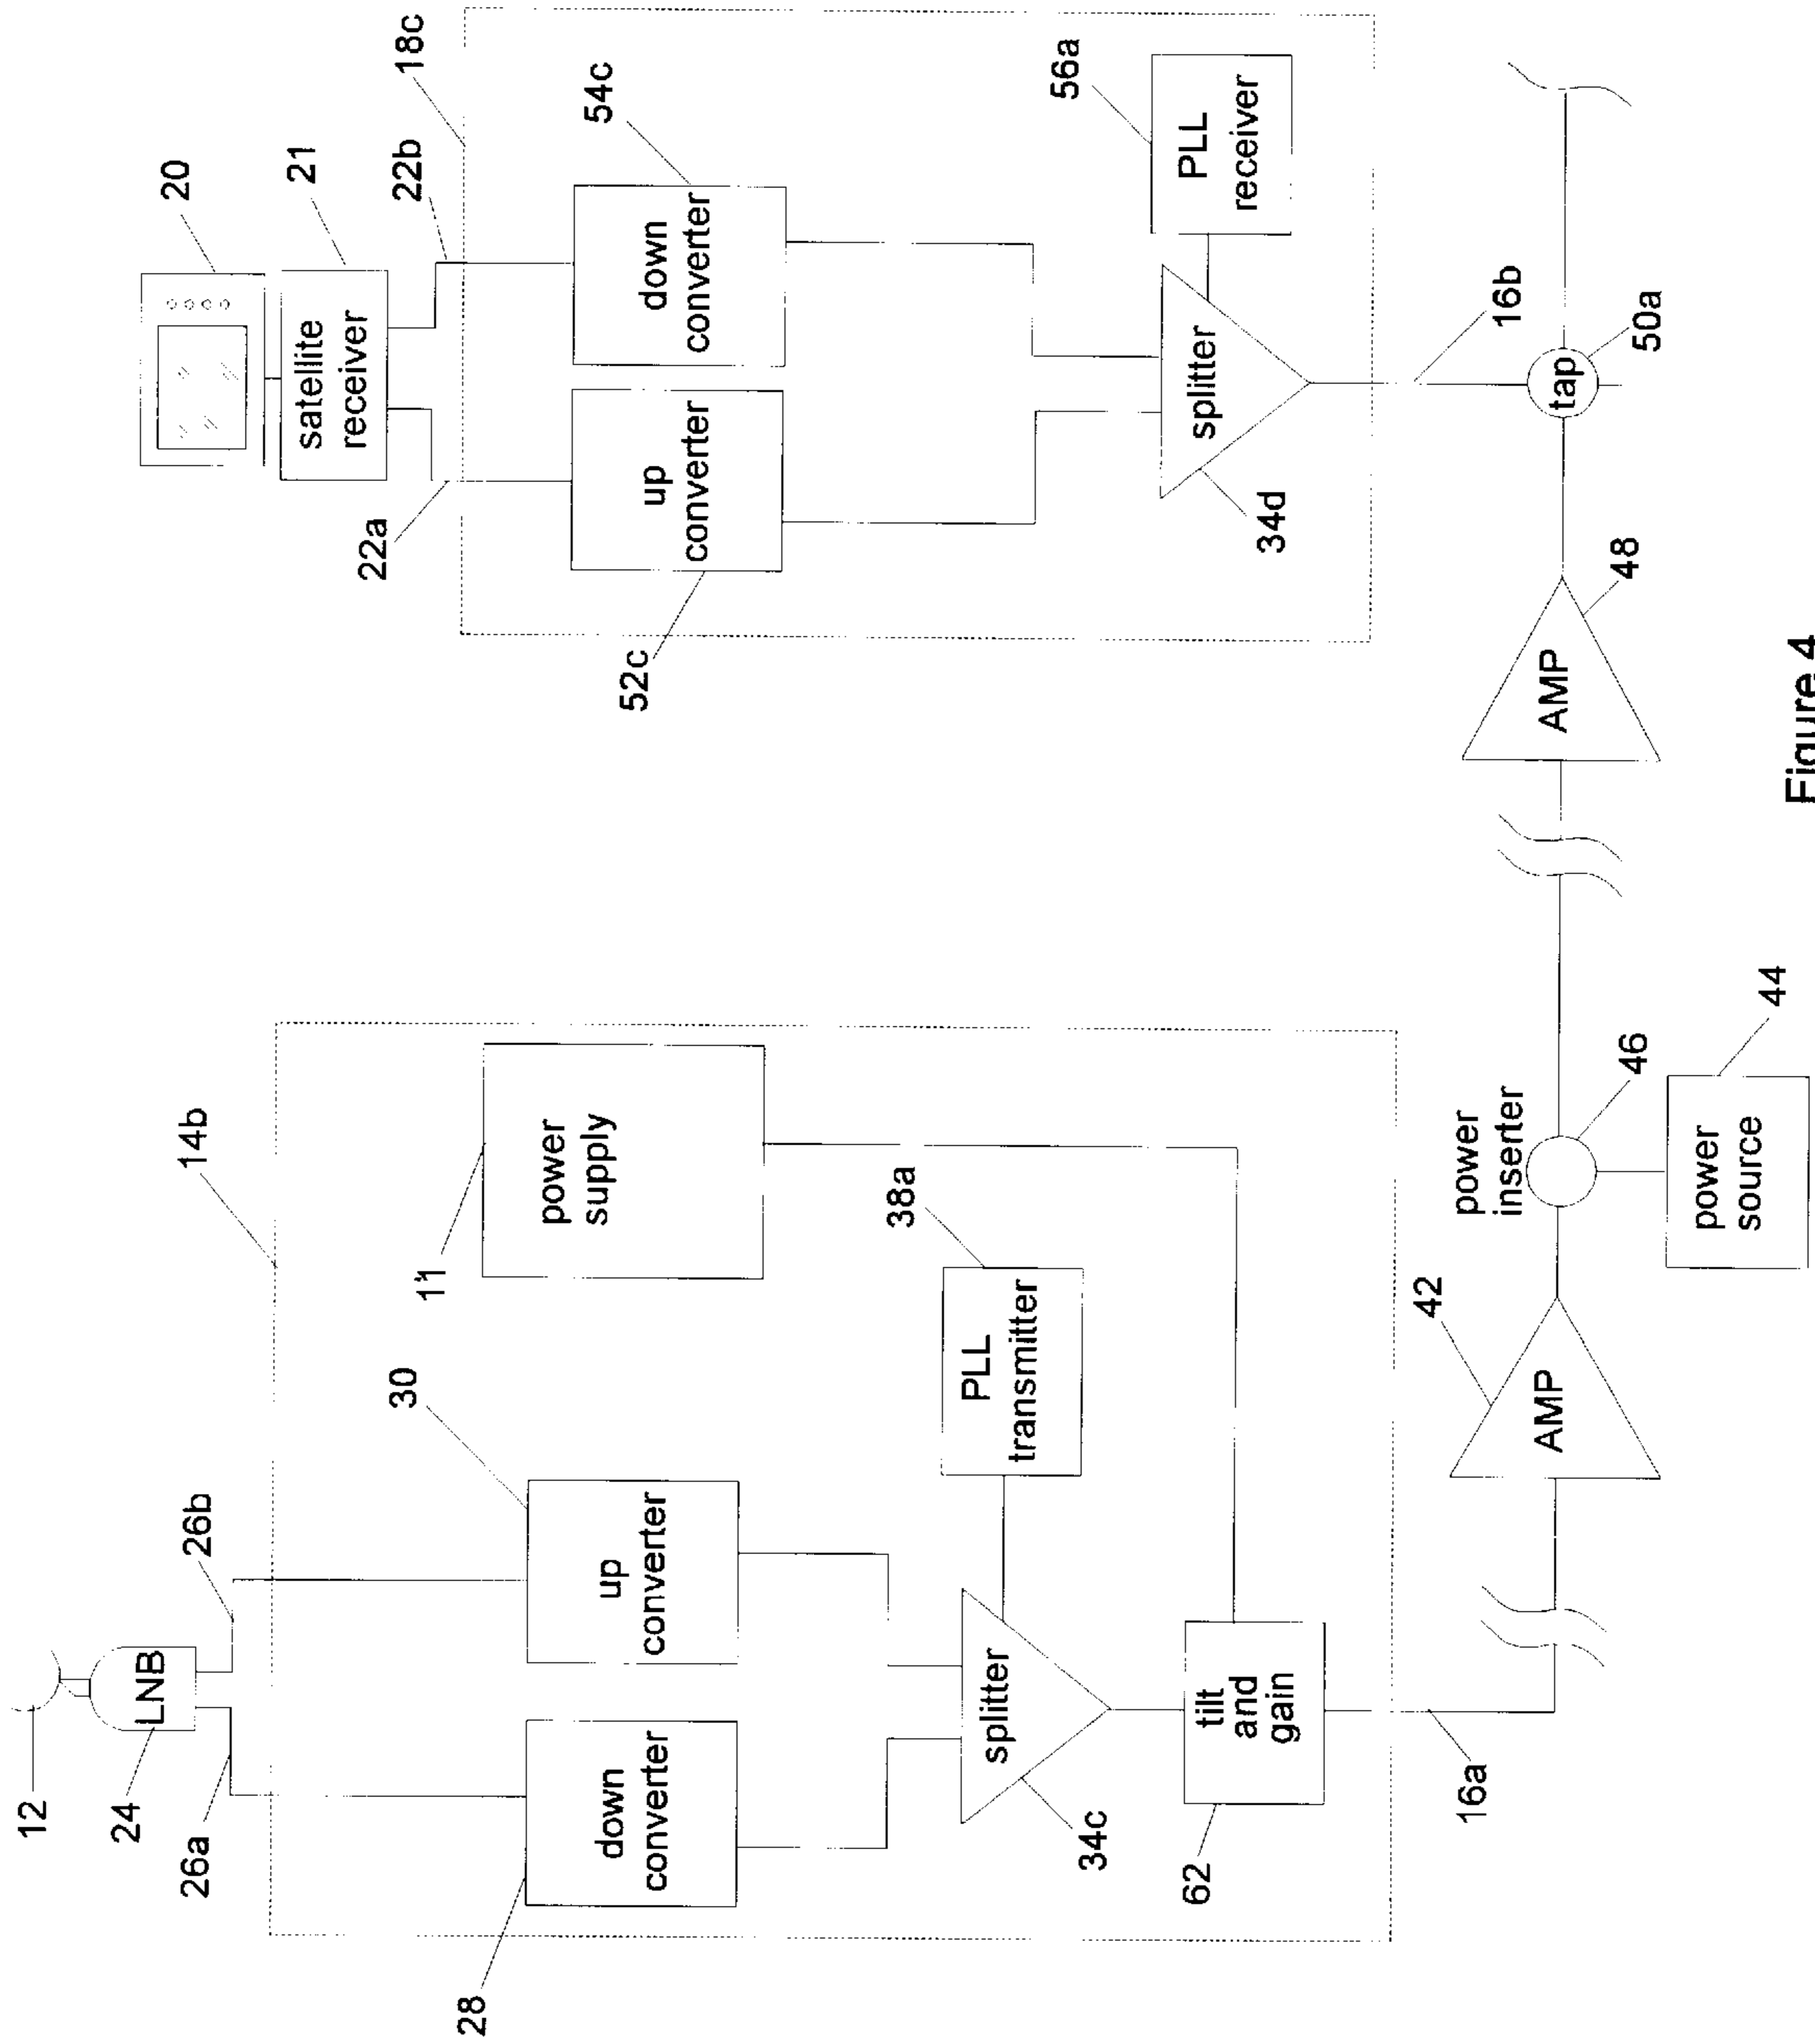 12
24
LNB
26a
26b
14b
28
down
converter
30
up
converter
11
power
supply
38a
PLL
transmitter
splitter
34c
62
tilt
and
gain
16a
42
AMP
power
inserter
46
44
power
source
20
21
satellite
receiver
22a
22b
18c
52c
up
converter
54c
down
converter
56a
PLL
receiver
splitter
34d
16b
48
AMP
tap
50a
Figure 4